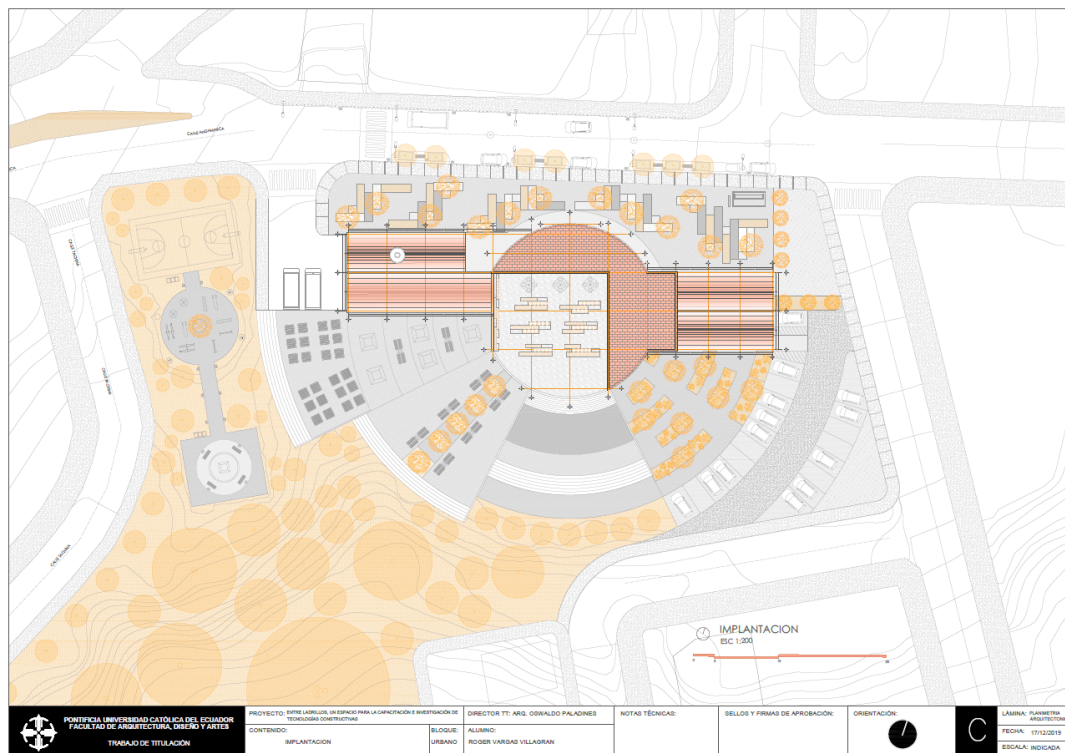 CALLE TAISHA
IMPLANTACION
ESC 1:200
PONTIFICIA UNIVERSIDAD CATÓLICA DEL ECUADOR
FACULTAD DE ARQUITECTURA, DISEÑO Y ARTES
TRABAJO DE TITULACIÓN
PROYECTO: ENTRE LADRILLOS, UN ESPACIO PARA LA CAPACITACIÓN E INVESTIGACIÓN DE
TECNOLOGÍAS CONSTRUCTIVAS
CONTENIDO:
IMPLANTACION
BLOQUE:
URBANO
DIRECTOR TT: ARQ. OSWALDO PALADINES
ALUMNO:
ROGER VARGAS VILLAGRAN
NOTAS TÉCNICAS:
SELLOS Y FIRMAS DE APROBACIÓN:
ORIENTACIÓN:
C
LÁMINA: PLANIMETRIA
ARQUITECTONI
FECHA: 17/12/2019
ESCALA: INDICADA